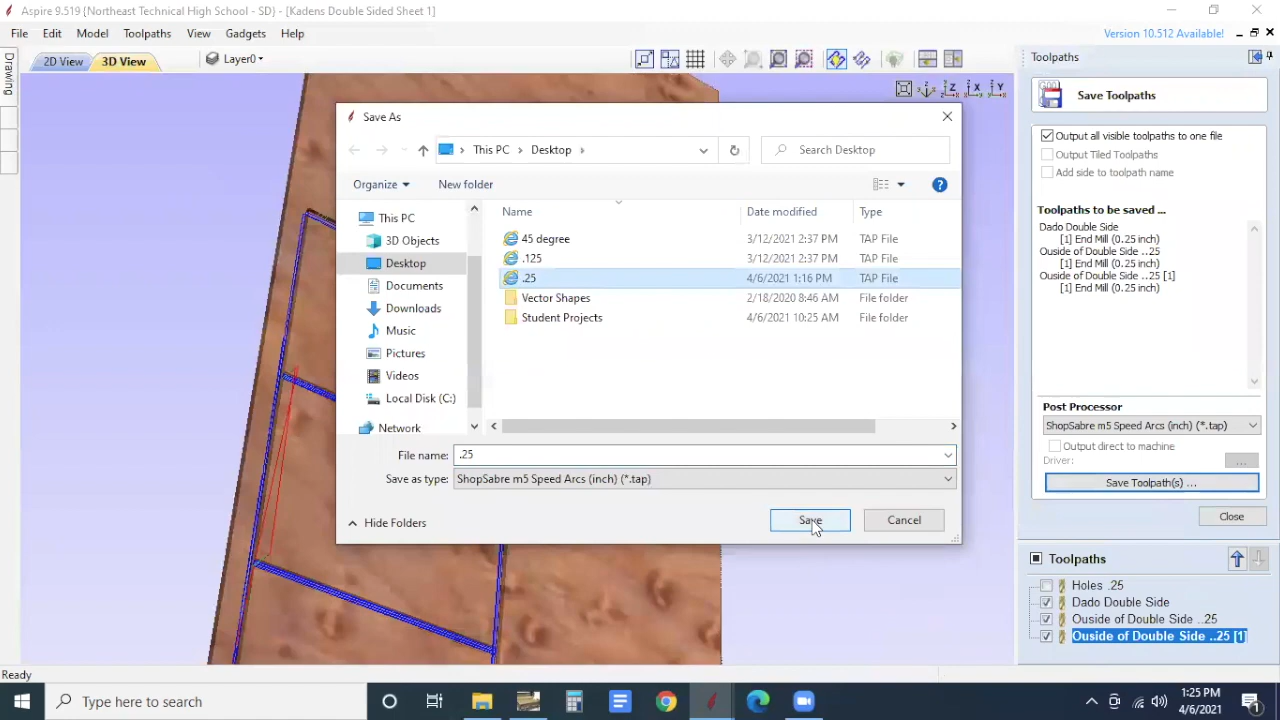 Aspire 9.519 (Northeast Technical High School - SD} - [Kadens Double Sided Sheet 1]
File Edit Model Toolpaths View Gadgets Help
Version 10.512 Available!
2D View 3D View Layer0
Toolpaths
Drawing
Z X Y
Save Toolpaths
Output all visible toolpaths to one file
Output Tiled Toolpaths
Add side to toolpath name
Toolpaths to be saved ...
Dado Double Side
[1] End Mill (0.25 inch)
Ouside of Double Side ..25
[1] End Mill (0.25 inch)
Ouside of Double Side ..25 [1]
[1] End Mill (0.25 inch)
Post Processor
ShopSabre m5 Speed Arcs (inch) (*.tap)
Output direct to machine
Driver: ...
Save Toolpath(s) ...
Close
Toolpaths
Holes .25
Dado Double Side
Ouside of Double Side ..25
Ouside of Double Side ..25 [1]
Save As
This PC > Desktop >
Search Desktop
Organize New folder
This PC
3D Objects
Desktop
Documents
Downloads
Music
Pictures
Videos
Local Disk (C:)
Network
Name Date modified Type
45 degree 3/12/2021 2:37 PM TAP File
.125 3/12/2021 2:37 PM TAP File
.25 4/6/2021 1:16 PM TAP File
Vector Shapes 2/18/2020 8:46 AM File folder
Student Projects 4/6/2021 10:25 AM File folder
File name: .25
Save as type: ShopSabre m5 Speed Arcs (inch) (*.tap)
Hide Folders
Save Cancel
Ready
Type here to search
1:25 PM
4/6/2021
1